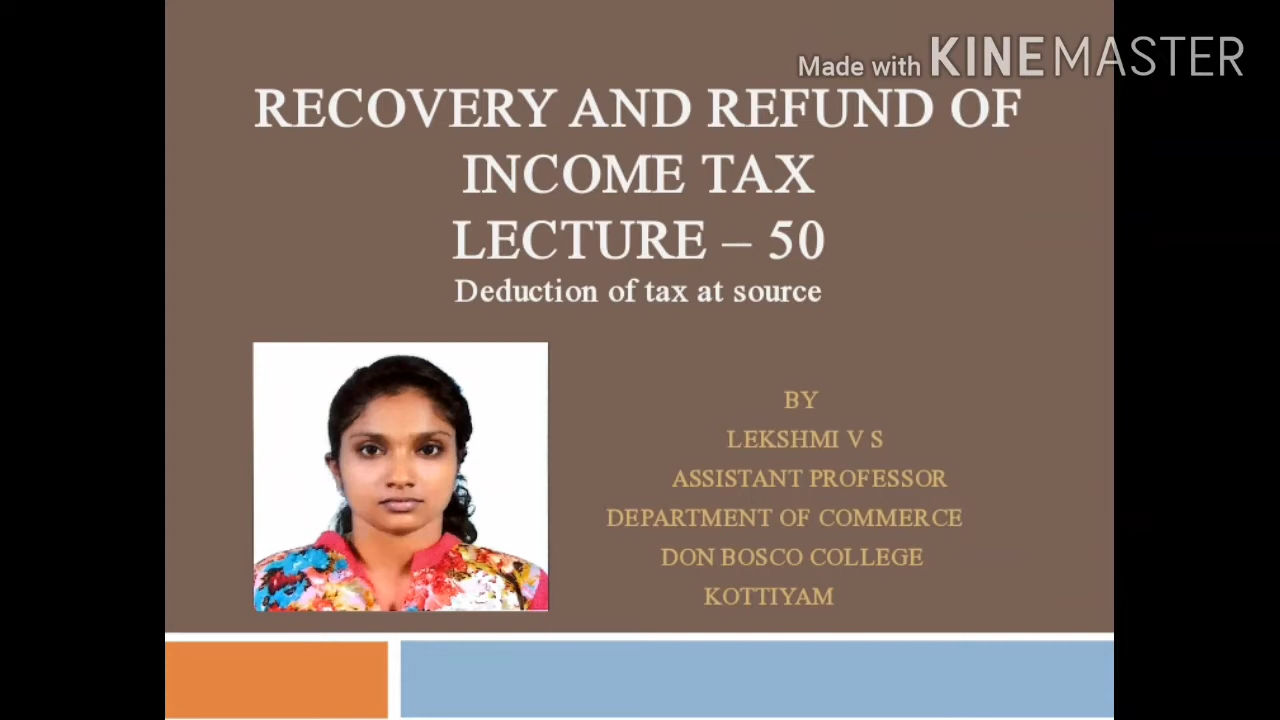 Made with KINEMASTER
RECOVERY AND REFUND OF
INCOME TAX
LECTURE – 50
Deduction of tax at source
BY
LEKSHMI V S
ASSISTANT PROFESSOR
DEPARTMENT OF COMMERCE
DON BOSCO COLLEGE
KOTTIYAM